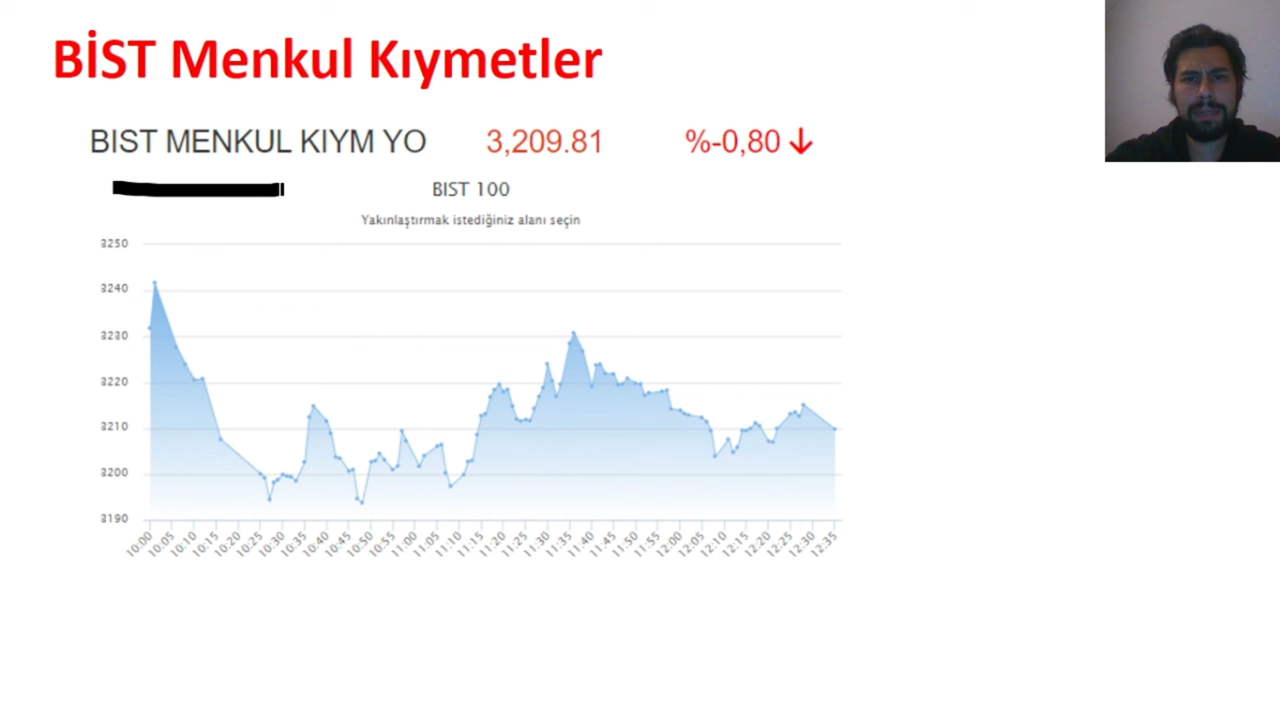 BİST Menkul Kıymetler
BIST MENKUL KIYM YO 3,209.81 %-0,80
BIST 100
Yakınlaştırmak istediğiniz alanı seçin
3250
3240
3230
3220
3210
3200
3190
10:00 10:05 10:10 10:15 10:20 10:25 10:30 10:35 10:40 10:45 10:50 10:55 11:00 11:05 11:10 11:15 11:20 11:25 11:30 11:35 11:40 11:45 11:50 11:55 12:00 12:05 12:10 12:15 12:20 12:25 12:30 12:35